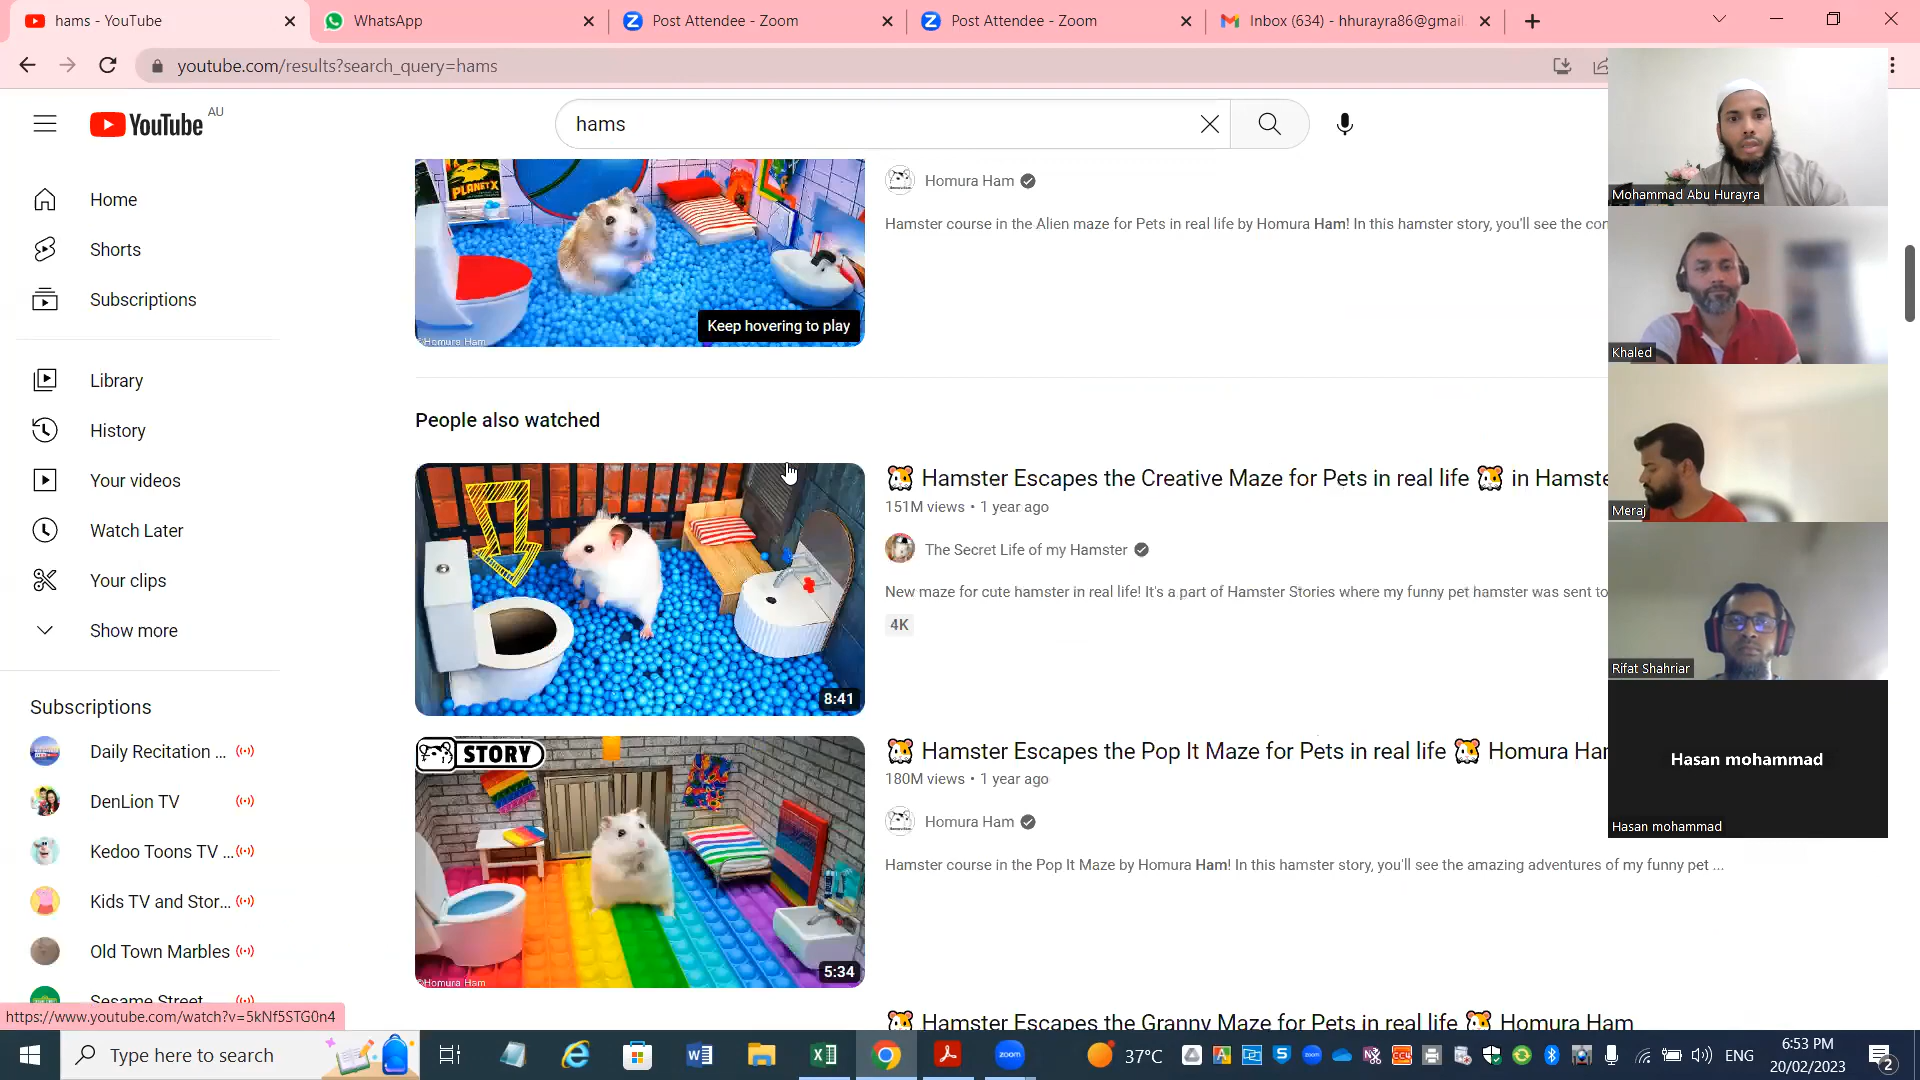 hams - YouTube
WhatsApp
Post Attendee - Zoom
Post Attendee - Zoom
Inbox (634) - hhurayra86@gmail.
youtube.com/results?search_query=hams
YouTube AU
hams
Home
Shorts
Subscriptions
Library
History
Your videos
Watch Later
Your clips
Show more
Subscriptions
Daily Recitation ...
DenLion TV
Kedoo Toons TV ...
Kids TV and Stor...
Old Town Marbles
Sesame Street
https://www.youtube.com/watch?v=5kNf5STG0n4
PLANET X
©Homura Ham
Keep hovering to play
Homura Ham
Hamster course in the Alien maze for Pets in real life by Homura Ham! In this hamster story, you'll see the con
People also watched
8:41
🐹 Hamster Escapes the Creative Maze for Pets in real life 🐹 in Hamste
151M views • 1 year ago
The Secret Life of my Hamster
New maze for cute hamster in real life! It's a part of Hamster Stories where my funny pet hamster was sent to
4K
STORY
©Homura Ham
5:34
🐹 Hamster Escapes the Pop It Maze for Pets in real life 🐹 Homura Har
180M views • 1 year ago
Homura Ham
Hamster course in the Pop It Maze by Homura Ham! In this hamster story, you'll see the amazing adventures of my funny pet ...
🐹 Hamster Escapes the Granny Maze for Pets in real life 🐹 Homura Ham
Mohammad Abu Hurayra
Khaled
Meraj
Rifat Shahriar
Hasan mohammad
Hasan mohammad
Type here to search
zoom
37°C
ENG
6:53 PM
20/02/2023
2